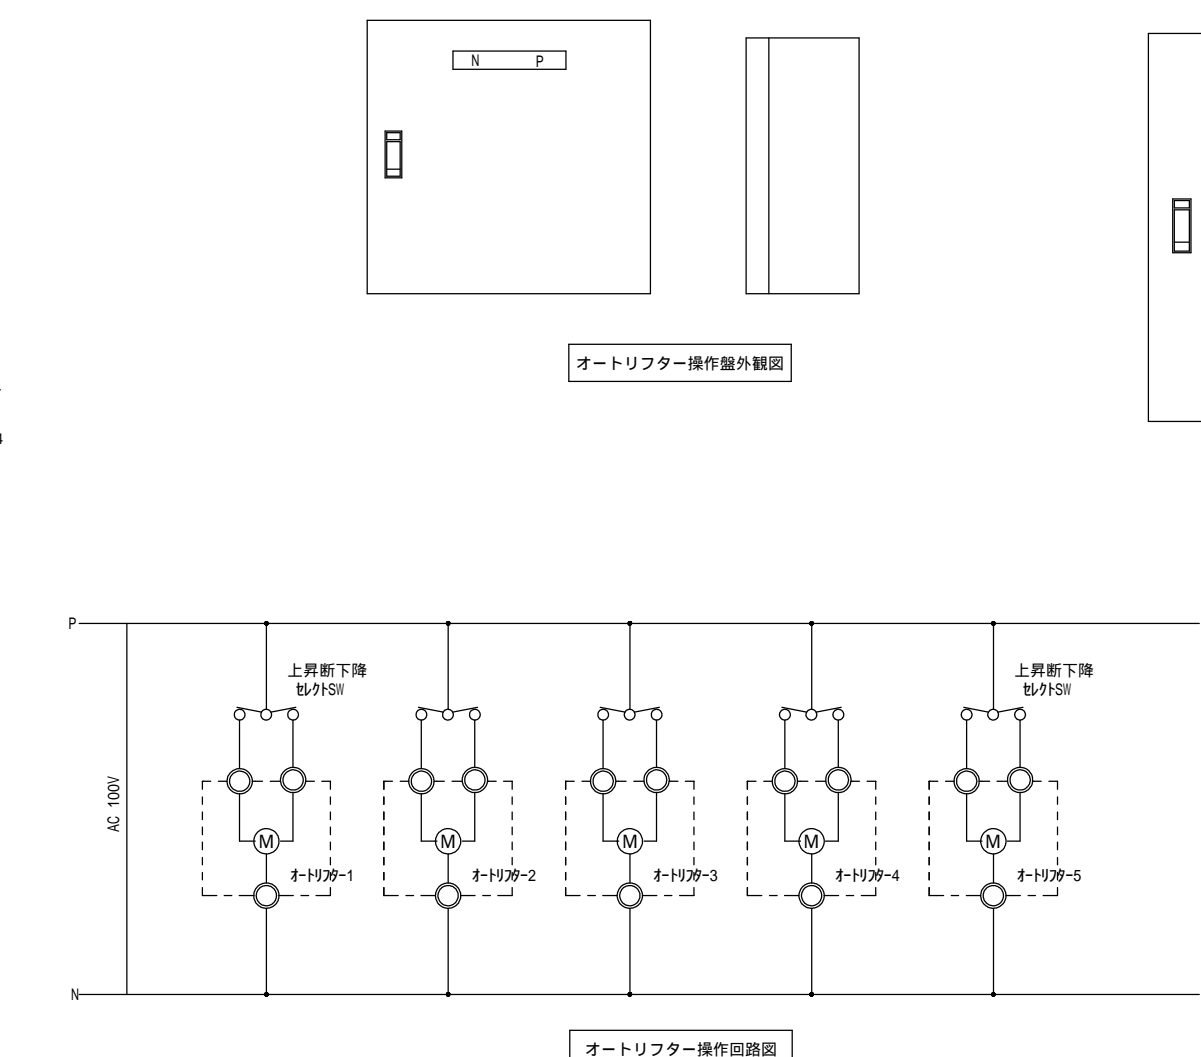 N P
オートリフター操作盤外観図
4
P
上昇断下降
ｾﾚｸﾄSW
上昇断下降
ｾﾚｸﾄSW
AC 100V
M
M
M
M
M
ｵｰﾄﾘﾌﾀｰ1
ｵｰﾄﾘﾌﾀｰ2
ｵｰﾄﾘﾌﾀｰ3
ｵｰﾄﾘﾌﾀｰ4
ｵｰﾄﾘﾌﾀｰ5
N
オートリフター操作回路図